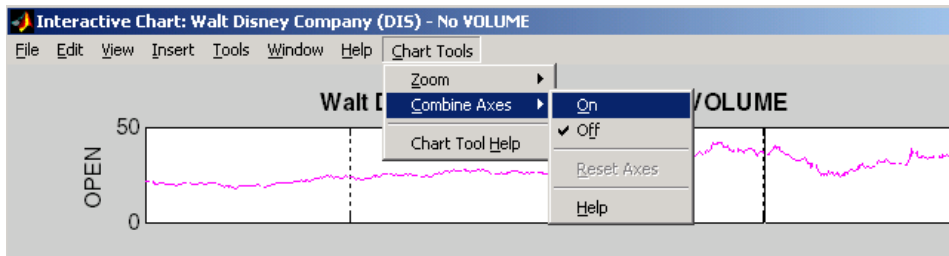 Interactive Chart: Walt Disney Company (DIS) - No VOLUME
File Edit View Insert Tools Window Help Chart Tools
Zoom
Walt D
Combine Axes
On
VOLUME
Off
Chart Tool Help
Reset Axes
Help
50
OPEN
0